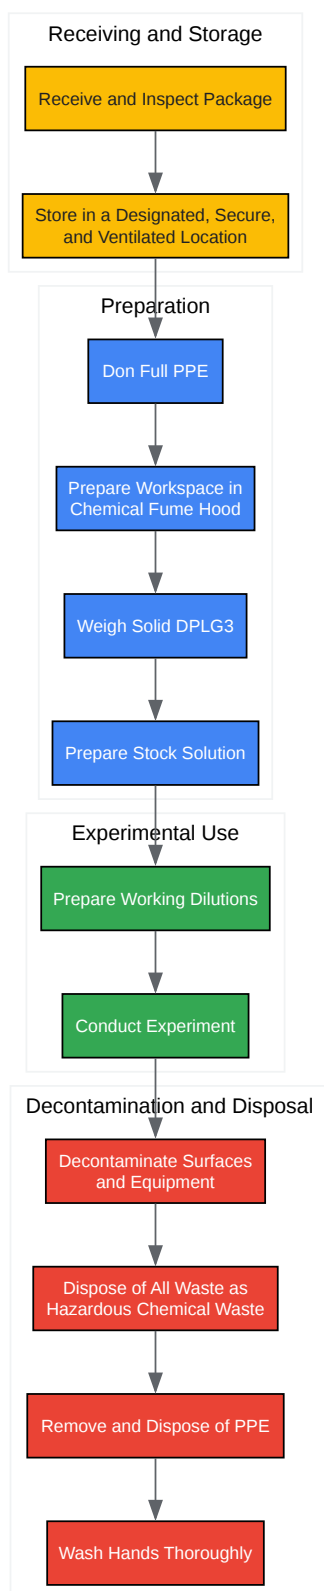 Receiving and Storage
Receive and Inspect Package
Store in a Designated, Secure,
and Ventilated Location
Preparation
Don Full PPE
Prepare Workspace in
Chemical Fume Hood
Weigh Solid DPLG3
Prepare Stock Solution
Experimental Use
Prepare Working Dilutions
Conduct Experiment
Decontamination and Disposal
Decontaminate Surfaces
and Equipment
Dispose of All Waste as
Hazardous Chemical Waste
Remove and Dispose of PPE
Wash Hands Thoroughly